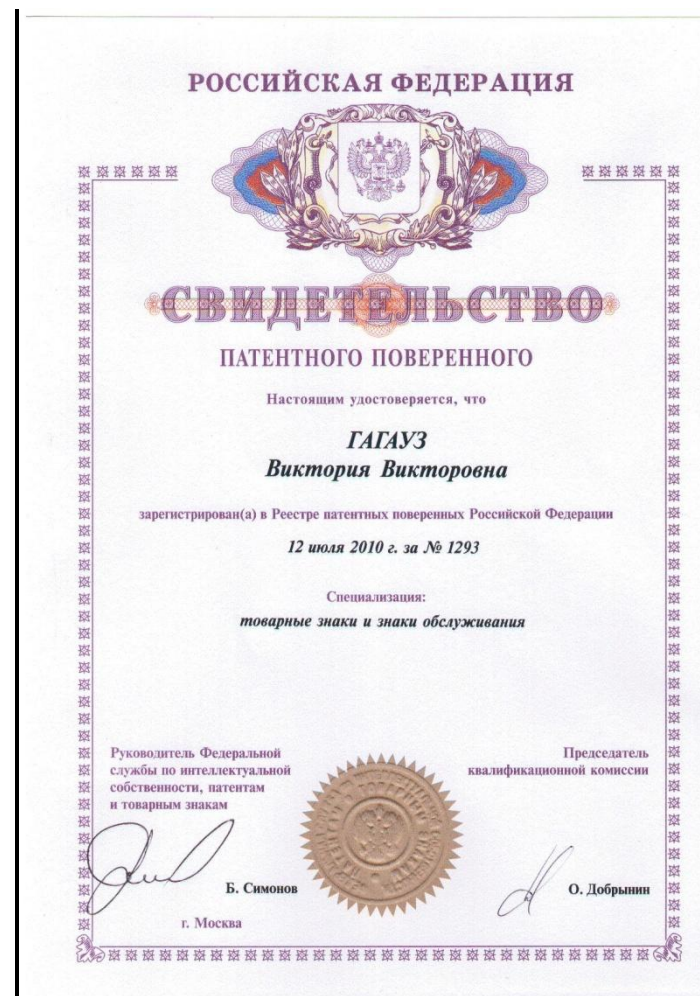 РОССИЙСКАЯ ФЕДЕРАЦИЯ
СВИДЕТЕЛЬСТВО
ПАТЕНТНОГО ПОВЕРЕННОГО
Настоящим удостоверяется, что
ГАГАУЗ
Виктория Викторовна
зарегистрирован(а) в Реестре патентных поверенных Российской Федерации
12 июля 2010 г. за № 1293
Специализация:
товарные знаки и знаки обслуживания
Руководитель Федеральной
службы по интеллектуальной
собственности, патентам
и товарным знакам
Б. Симонов
г. Москва
Председатель
квалификационной комиссии
О. Добрынин